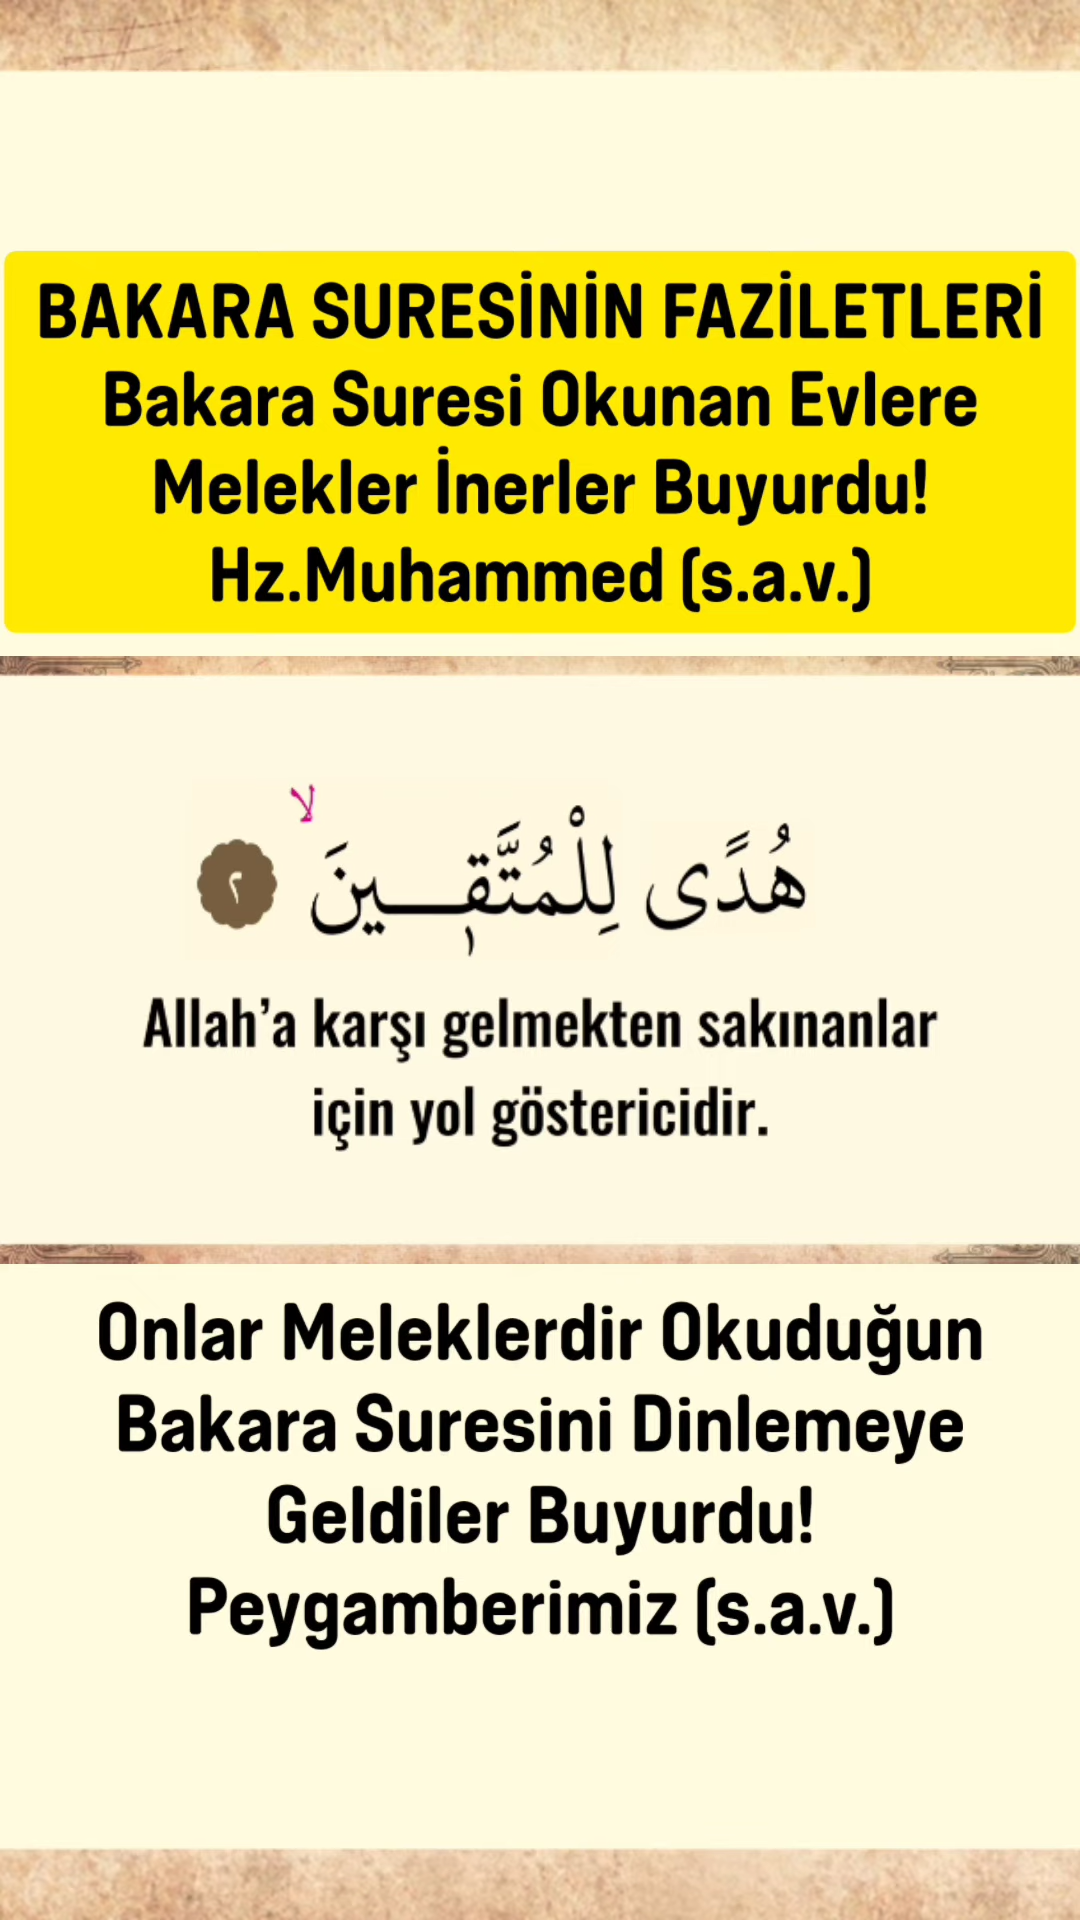 BAKARA SURESİNİN FAZİLETLERİ
Bakara Suresi Okunan Evlere
Melekler İnerler Buyurdu!
Hz.Muhammed (s.a.v.)
هُدًى لِلْمُتَّقٖينَۙ ﴿٢﴾
Allah’a karşı gelmekten sakınanlar
için yol göstericidir.
Onlar Meleklerdir Okuduğun
Bakara Suresini Dinlemeye
Geldiler Buyurdu!
Peygamberimiz (s.a.v.)